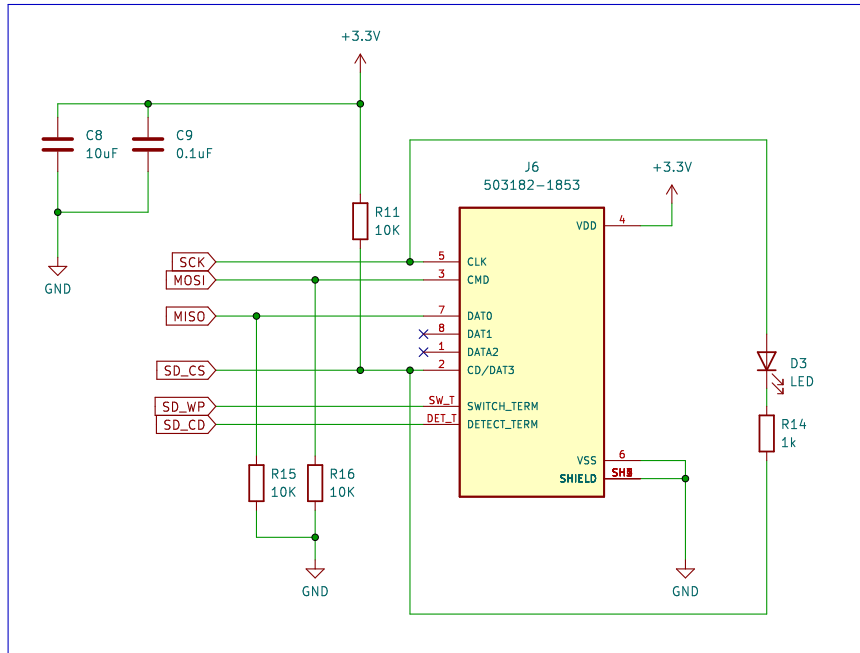 +3.3V
C8
10uF
C9
0.1uF
GND
R11
10K
J6
503182-1853
+3.3V
VDD
4
SCK
5
CLK
MOSI
3
CMD
MISO
7
DAT0
8
DAT1
1
DATA2
SD_CS
2
CD/DAT3
SD_WP
SW_T
SWITCH_TERM
SD_CD
DET_T
DETECT_TERM
D3
LED
R14
1k
VSS
6
SHIELD
R15
10K
R16
10K
GND
GND